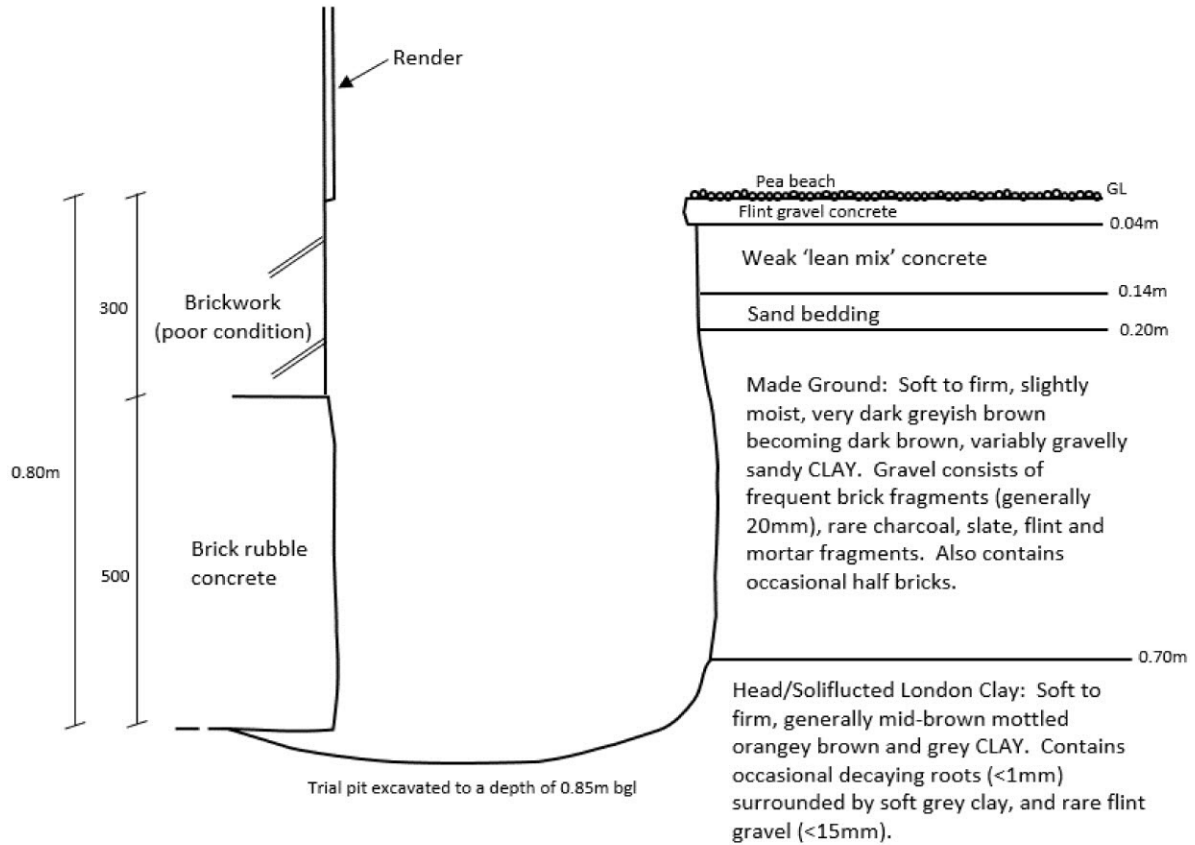 Render
Pea beach
GL
Flint gravel concrete
0.04m
Weak ‘lean mix’ concrete
0.14m
Sand bedding
0.20m
300
Brickwork
(poor condition)
0.80m
500
Brick rubble
concrete
Made Ground: Soft to firm, slightly
moist, very dark greyish brown
becoming dark brown, variably gravelly
sandy CLAY. Gravel consists of
frequent brick fragments (generally
20mm), rare charcoal, slate, flint and
mortar fragments. Also contains
occasional half bricks.
0.70m
Head/Soliflucted London Clay: Soft to
firm, generally mid-brown mottled
orangey brown and grey CLAY. Contains
occasional decaying roots (<1mm)
surrounded by soft grey clay, and rare flint
gravel (<15mm).
Trial pit excavated to a depth of 0.85m bgl